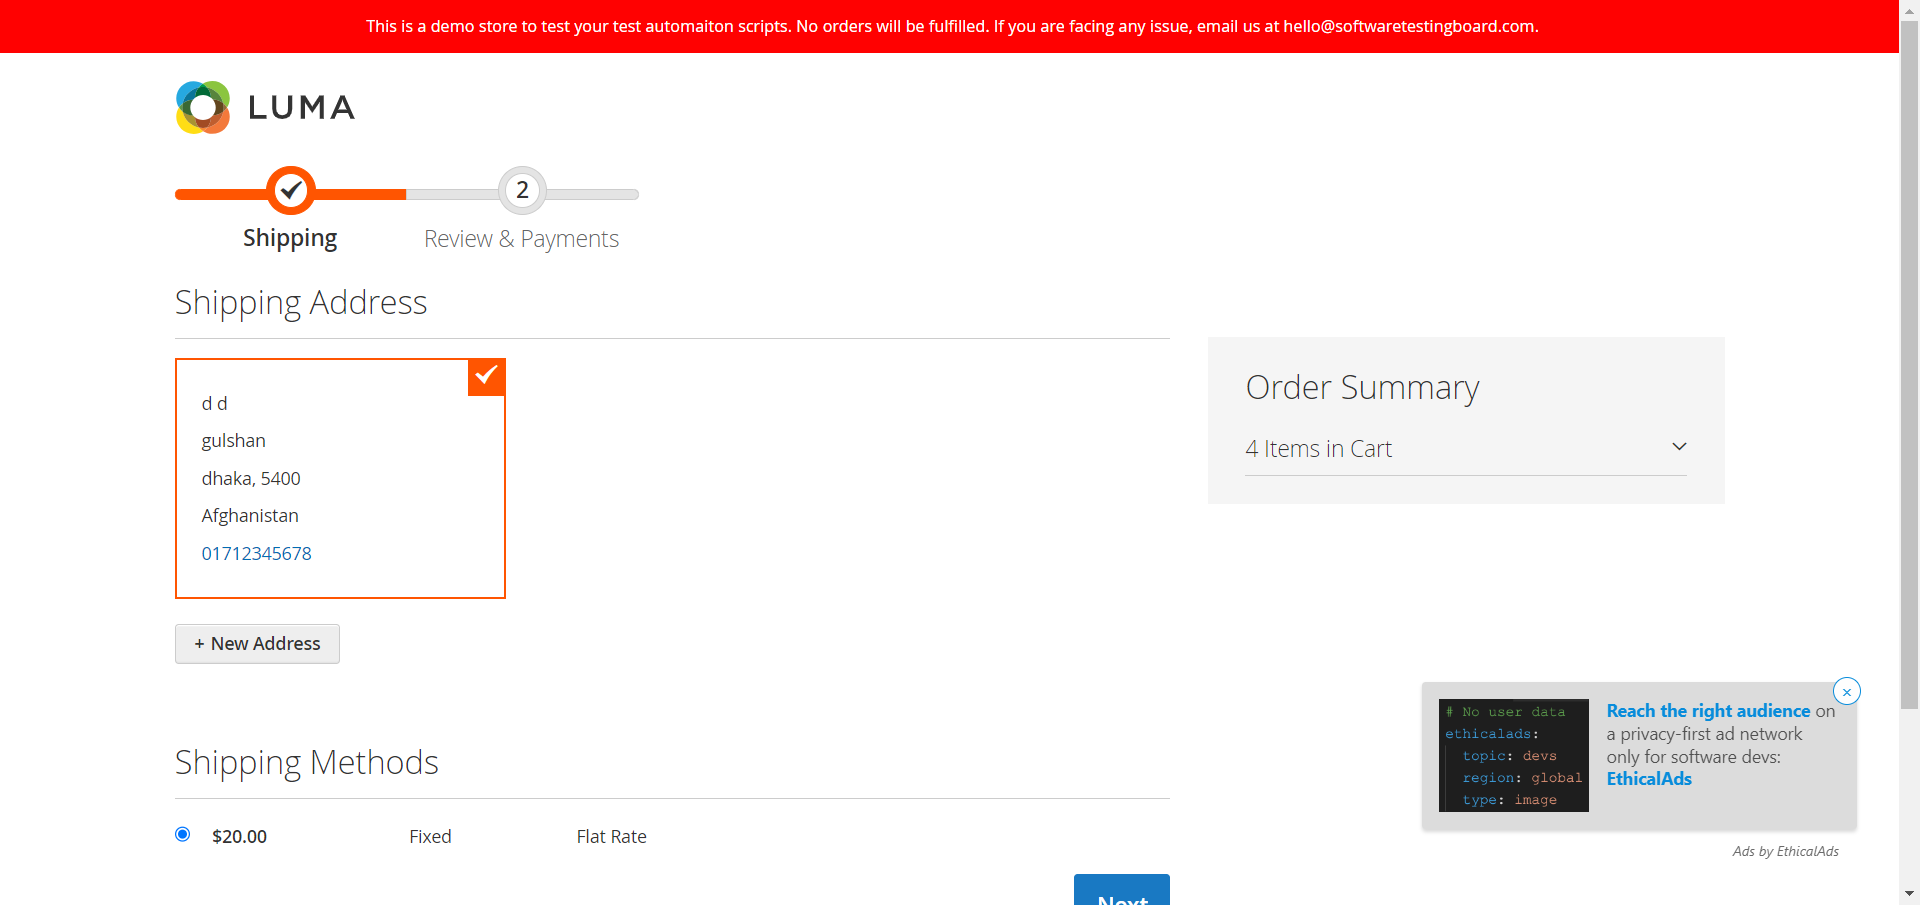 This is a demo store to test your test automaiton scripts. No orders will be fulfilled. If you are facing any issue, email us at hello@softwaretestingboard.com.
LUMA
2
Shipping
Review & Payments
Shipping Address
d d
gulshan
dhaka, 5400
Afghanistan
01712345678
+ New Address
Order Summary
4 Items in Cart
Shipping Methods
$20.00 Fixed Flat Rate
Next
# No user data
ethicalads:
topic: devs
region: global
type: image
Reach the right audience on
a privacy-first ad network
only for software devs:
EthicalAds
Ads by EthicalAds